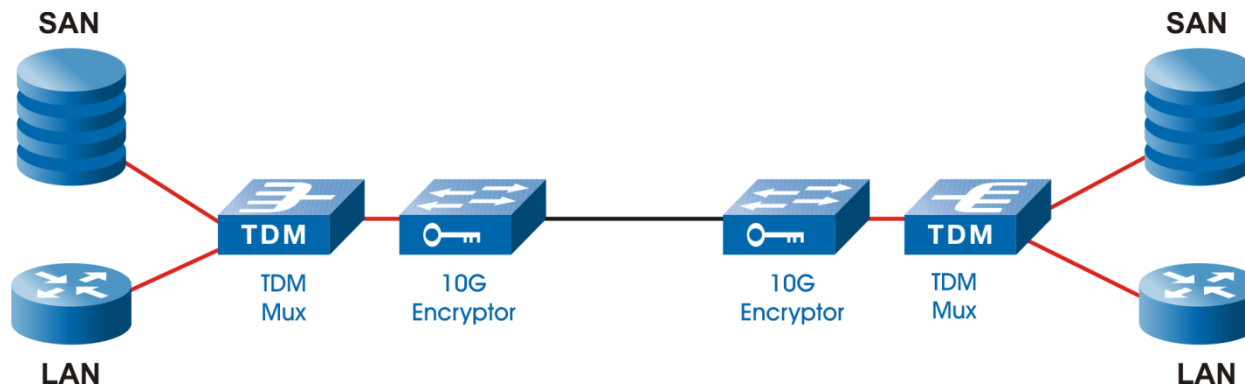 SAN
SAN
TDM
TDM
TDM
Mux
10G
Encryptor
10G
Encryptor
TDM
Mux
LAN
LAN